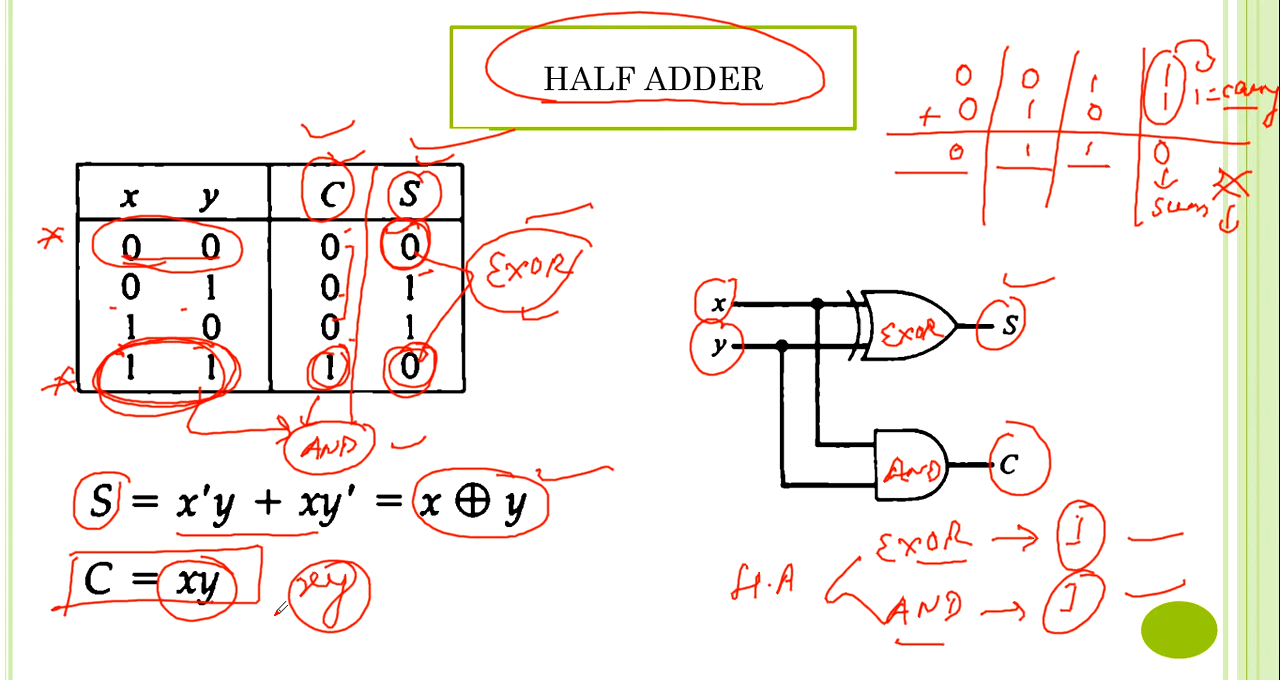 HALF ADDER
0 0 1 1
+ 0 1 0 1 1 = carry
0 1 1 0
sum
x y C S
0 0 0 0
0 1 0 1
1 0 0 1
1 1 1 0
EXOR
AND
x
y
EXOR
S
AND
C
S = x'y + xy' = x ⊕ y
C = xy xy
H.A
EXOR → 1
AND → 1